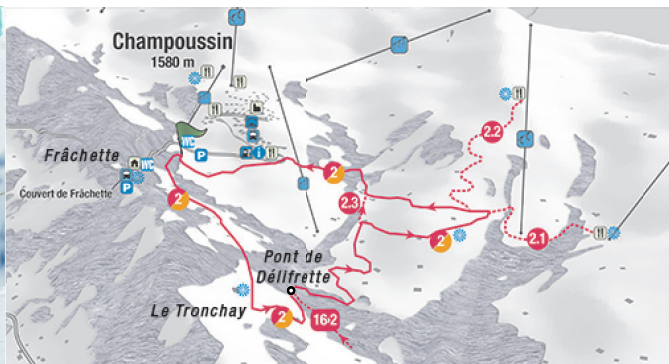 Champoussin
1580 m
WC
P
i
Frâchette
WC
P
Couvert de Frâchette
2
2
2.2
2.3
2
2.1
Pont de
Délifrette
Le Tronchay
2
16.2